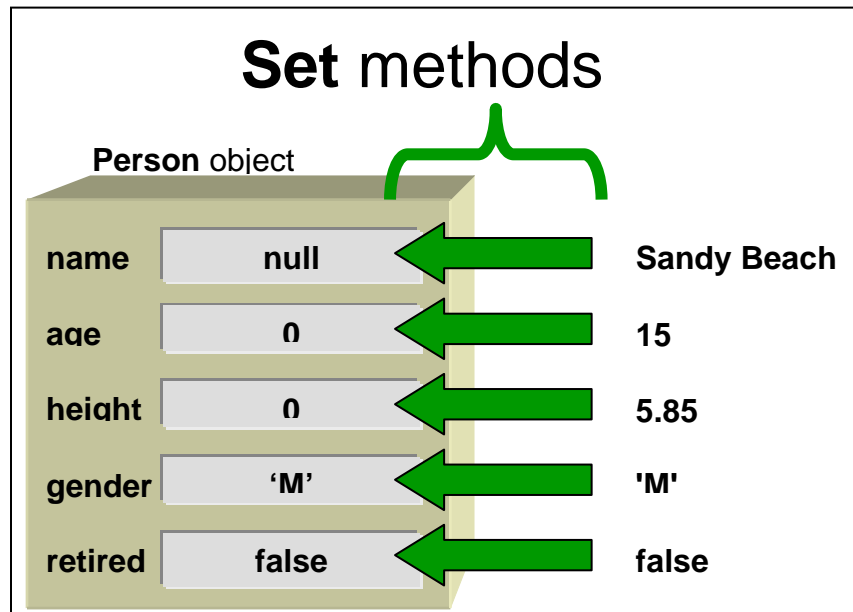 Set methods
Person object
name null Sandy Beach
age 0 15
height 0 5.85
gender ‘M’ 'M'
retired false false